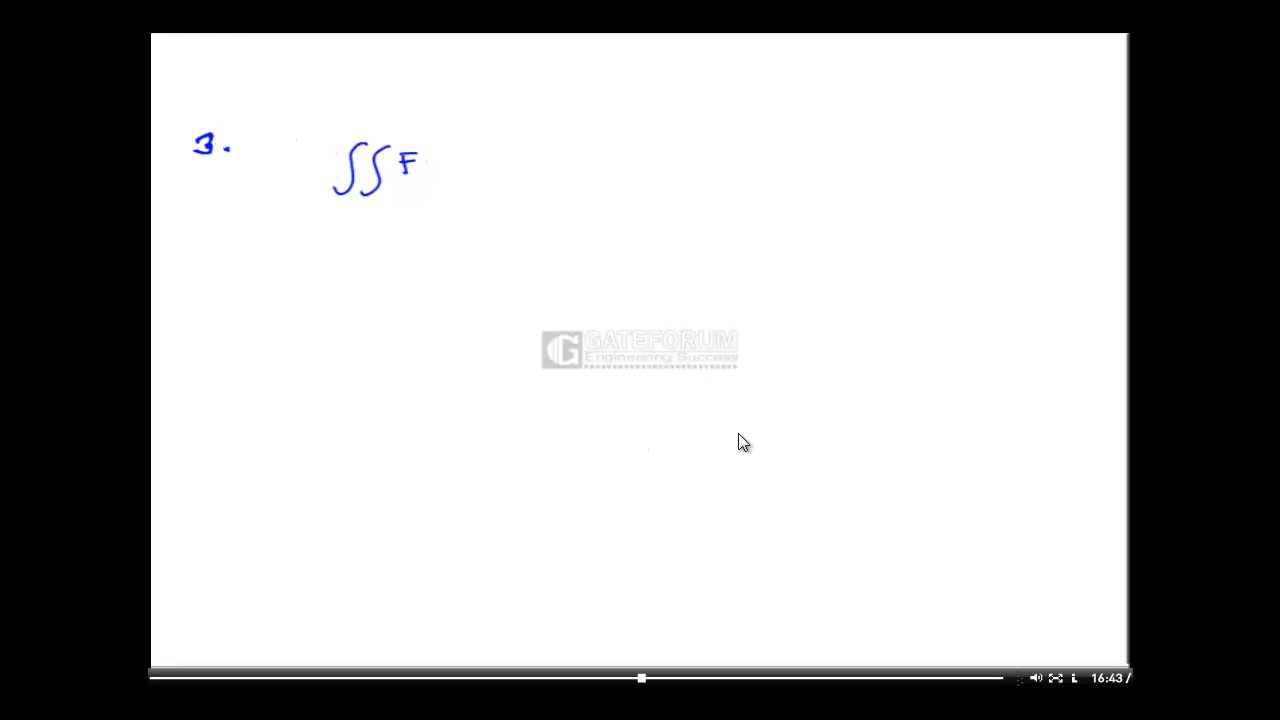 3. ∫∫ F
GATEFORUM
Engineering Success
16:43 /